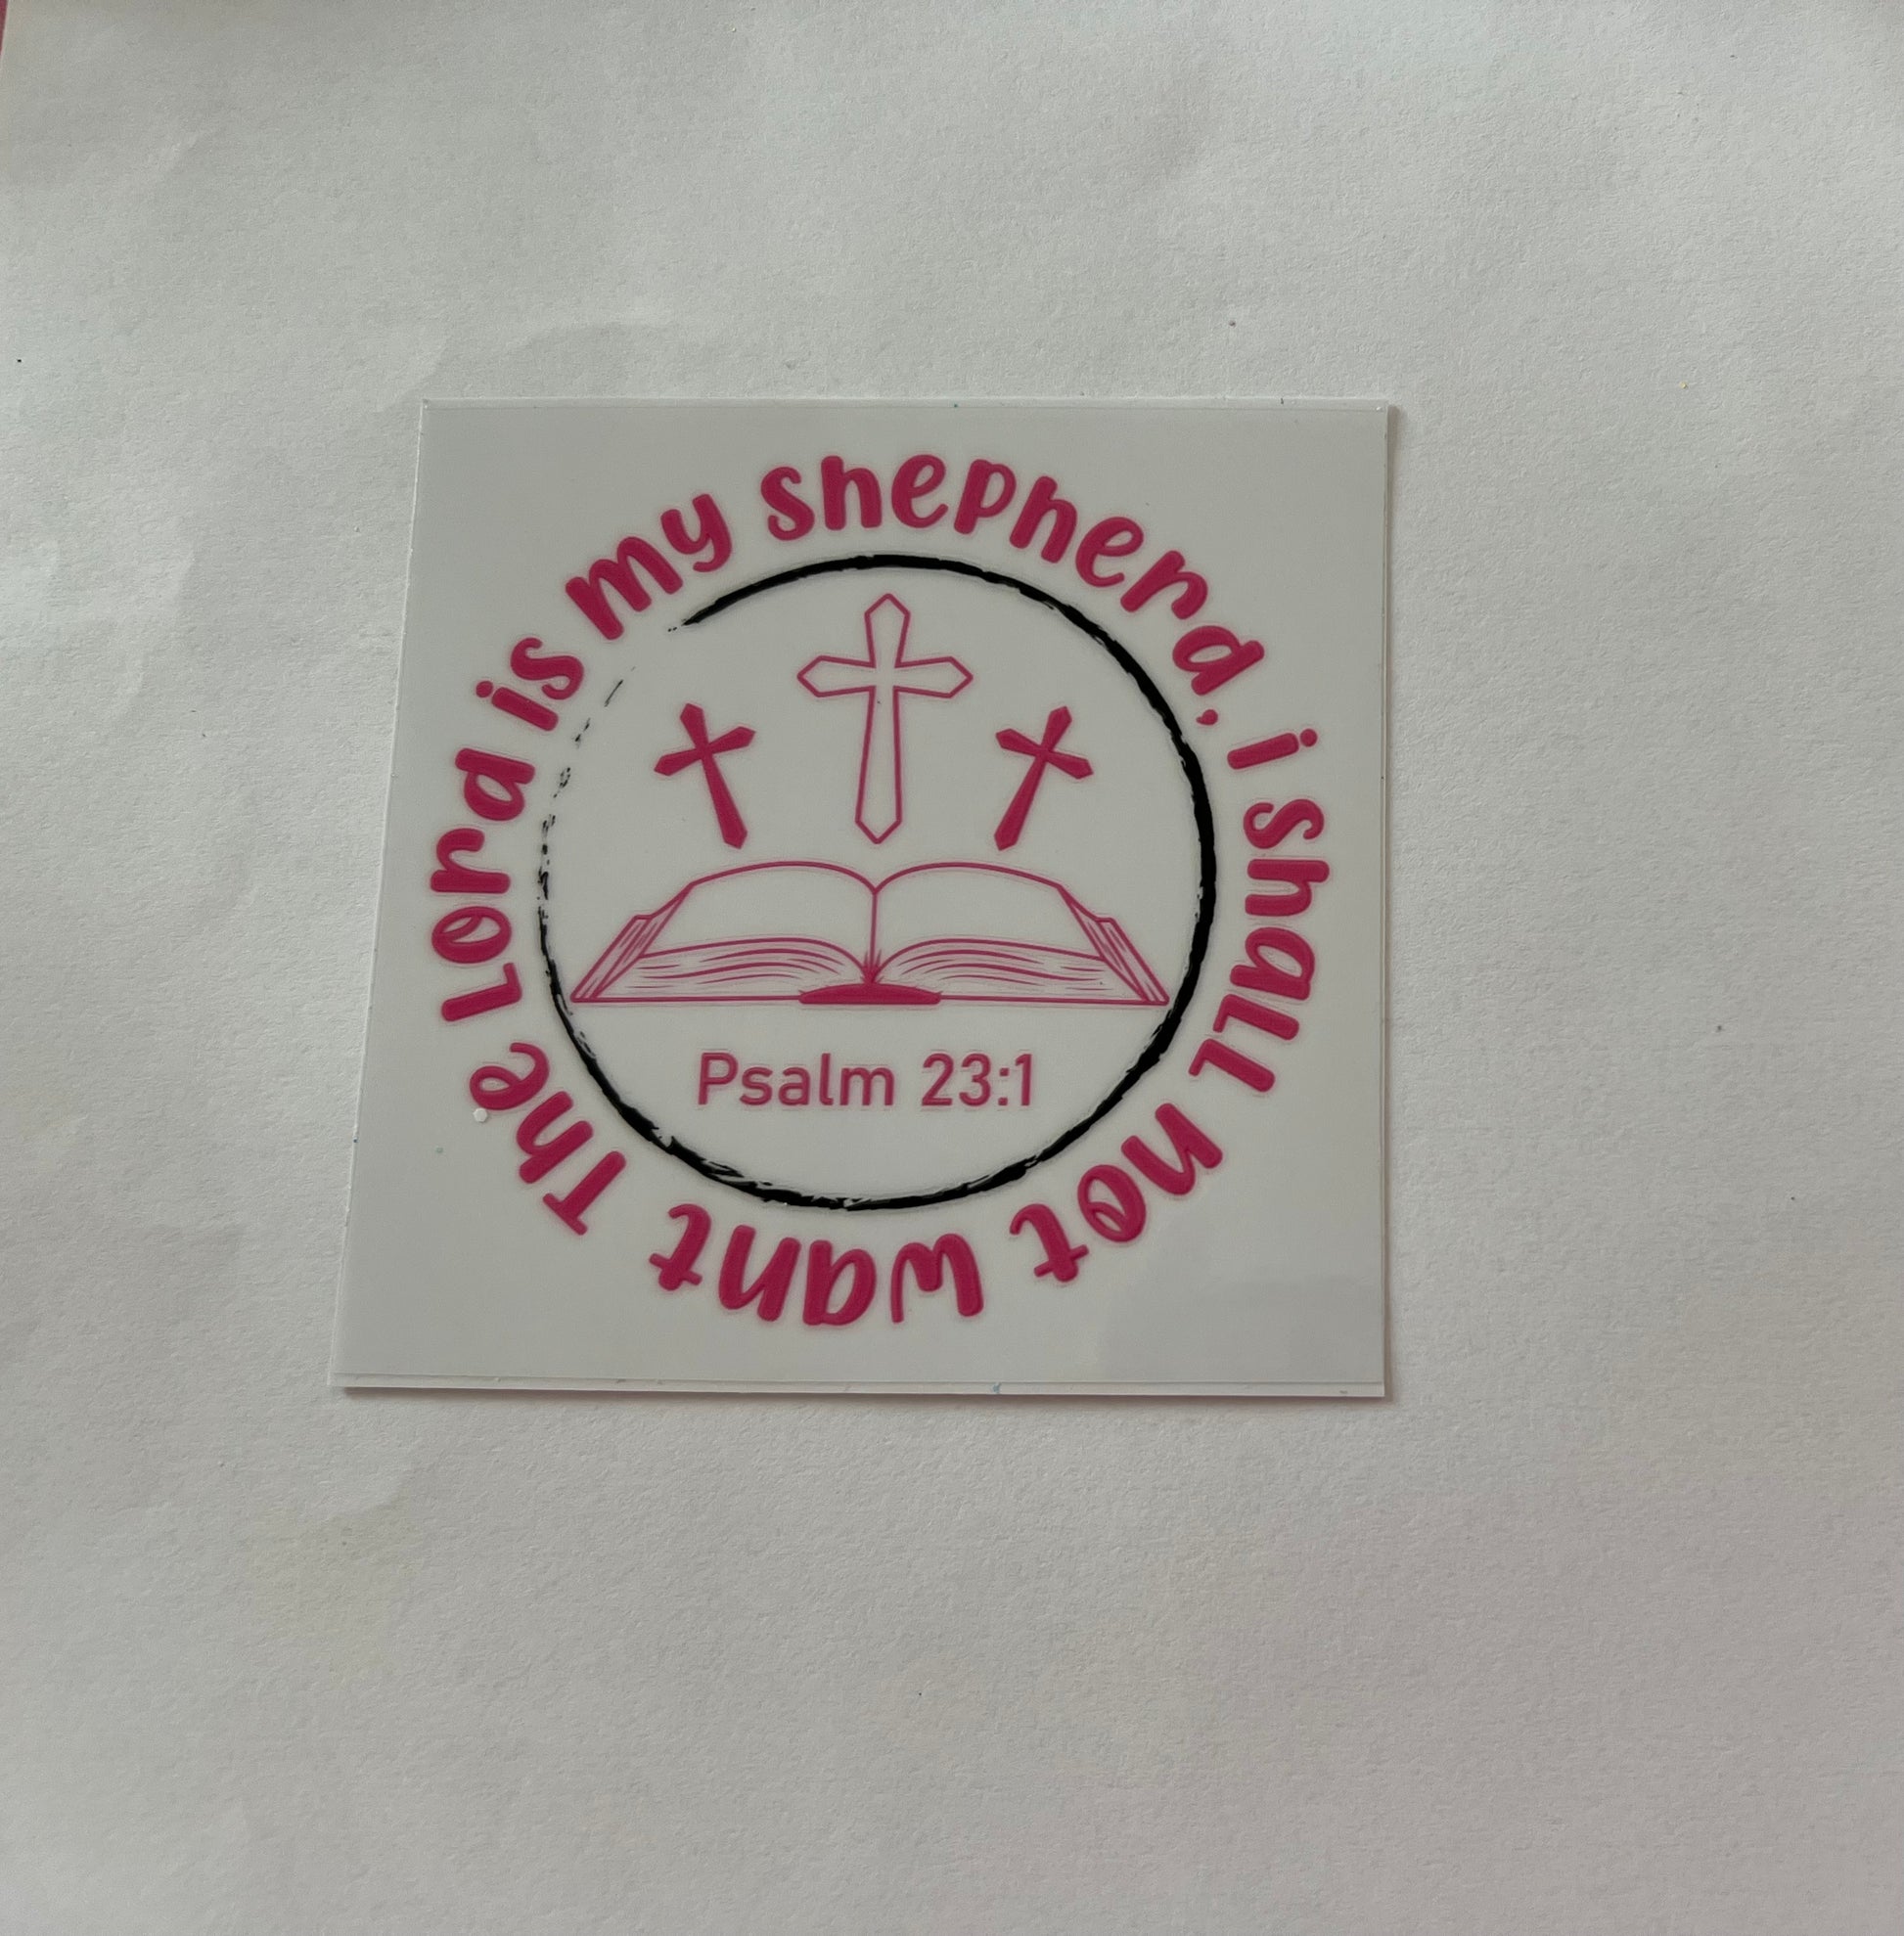 The Lord is my shepherd, i shall not want
Psalm 23:1